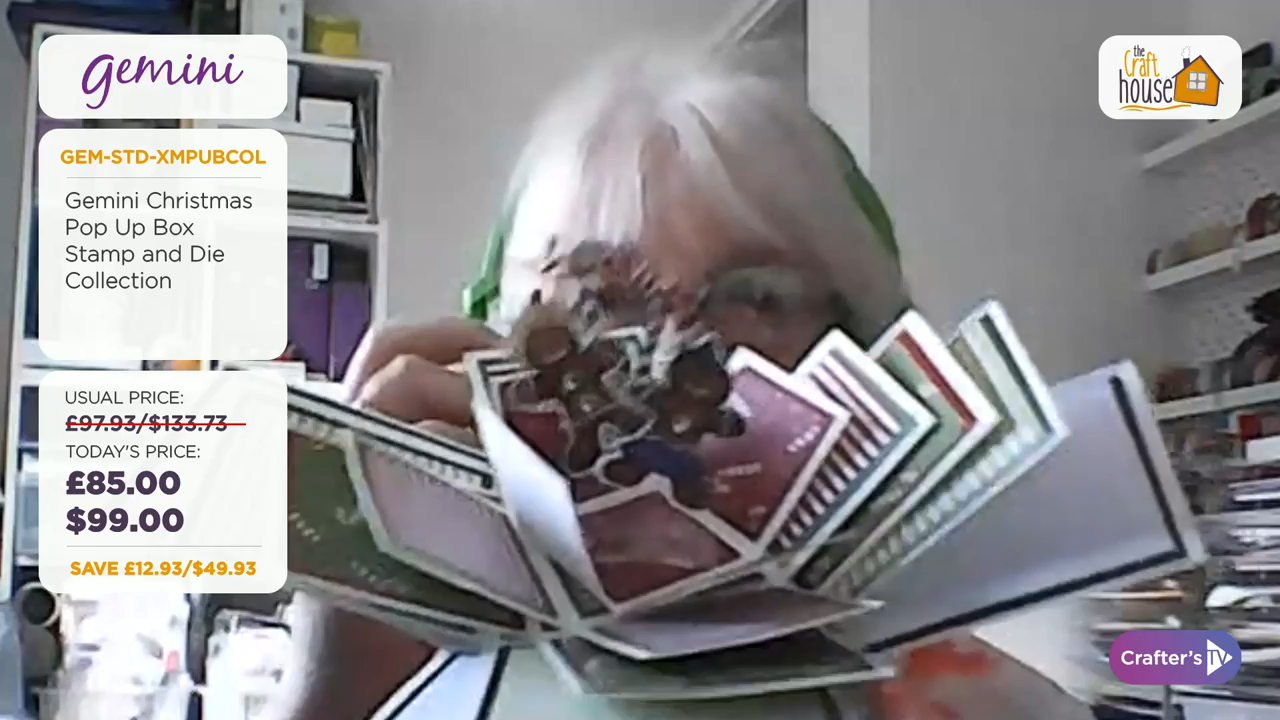 gemini
GEM-STD-XMPUBCOL
Gemini Christmas
Pop Up Box
Stamp and Die
Collection
USUAL PRICE:
£97.93/$133.73
TODAY'S PRICE:
£85.00
$99.00
SAVE £12.93/$49.93
the
Craft
house
Crafter's TV